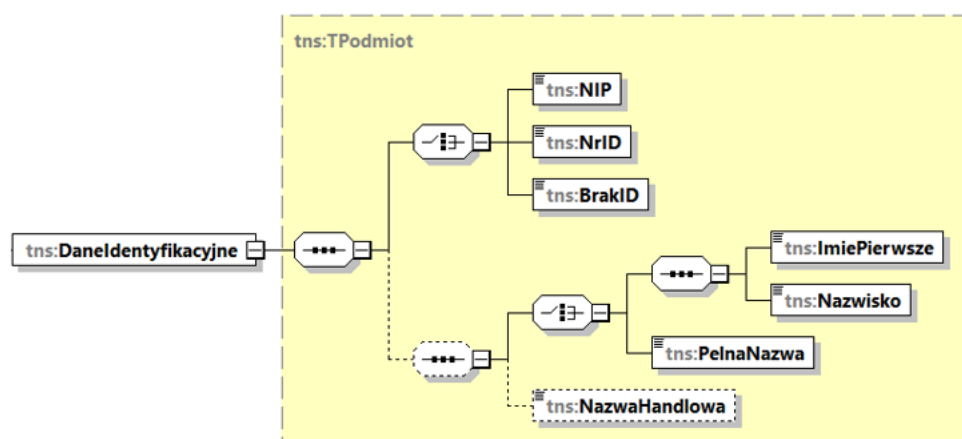 tns:TPodmiot
tns:NIP
tns:NrID
tns:BrakID
tns:DaneIdentyfikacyjne
tns:ImiePierwsze
tns:Nazwisko
tns:PelnaNazwa
tns:NazwaHandlowa